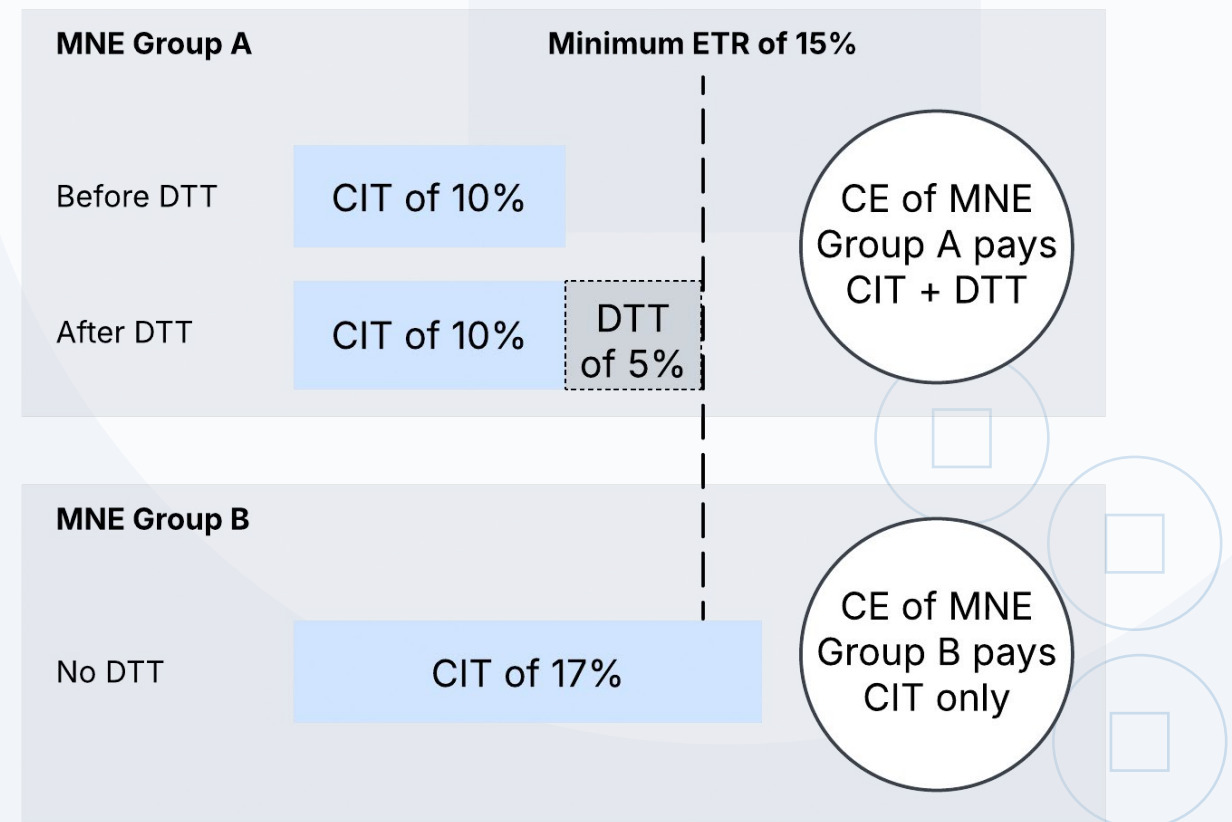 MNE Group A
Minimum ETR of 15%
Before DTT
CIT of 10%
CE of MNE
Group A pays
CIT + DTT
After DTT
CIT of 10%
DTT
of 5%
MNE Group B
No DTT
CIT of 17%
CE of MNE
Group B pays
CIT only